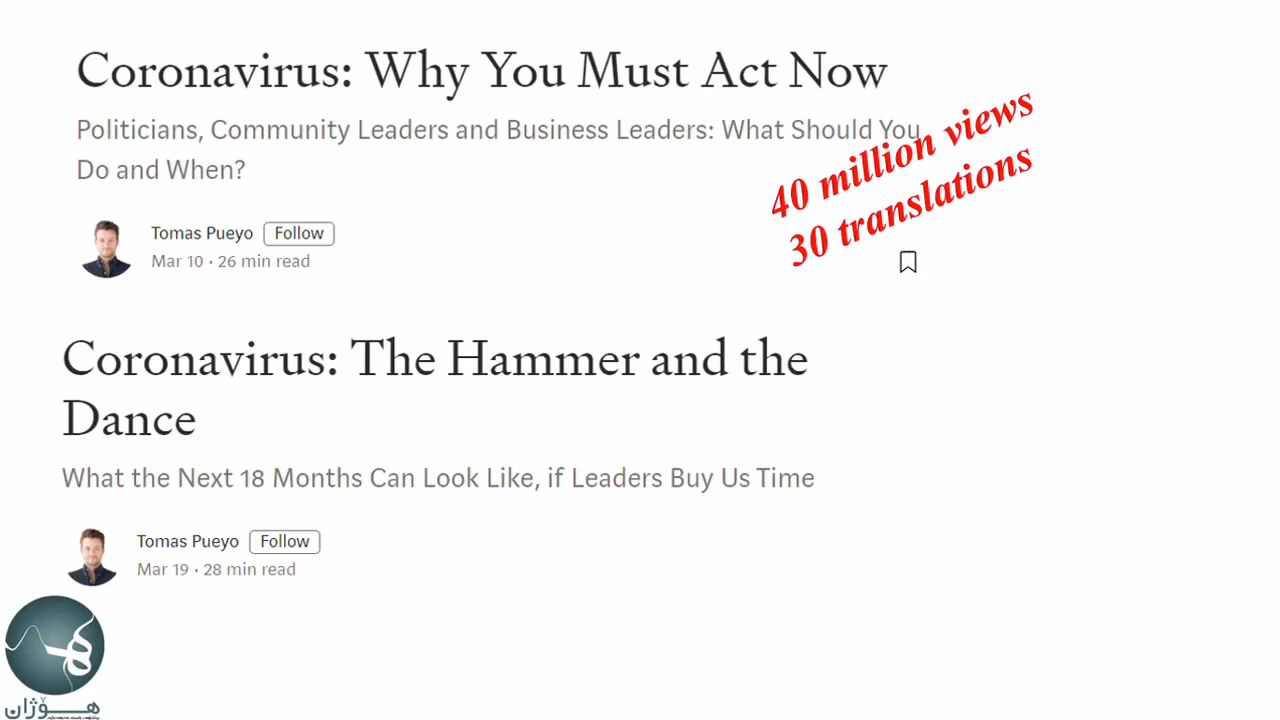 Coronavirus: Why You Must Act Now
Politicians, Community Leaders and Business Leaders: What Should You
Do and When?
40 million views
30 translations
Tomas Pueyo Follow
Mar 10 · 26 min read
Coronavirus: The Hammer and the
Dance
What the Next 18 Months Can Look Like, if Leaders Buy Us Time
Tomas Pueyo Follow
Mar 19 · 28 min read
هـــۆژان